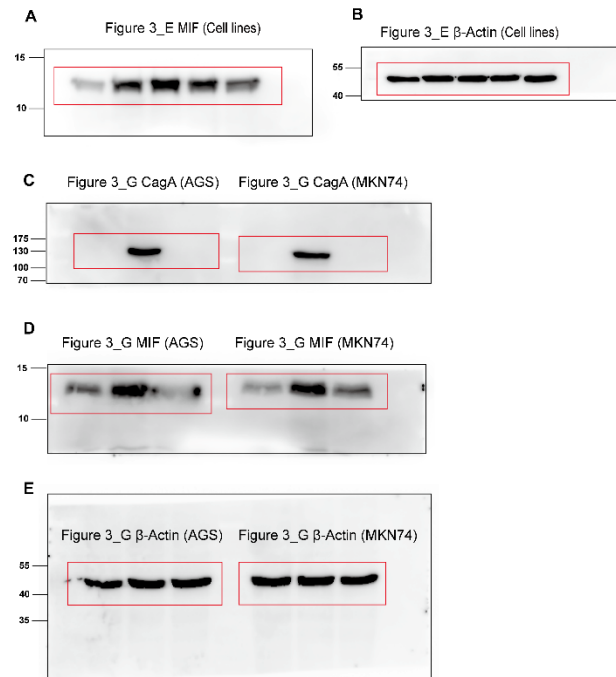 A
Figure 3_E MIF (Cell lines)
15
10
B
Figure 3_E β-Actin (Cell lines)
55
40
C
Figure 3_G CagA (AGS) Figure 3_G CagA (MKN74)
175
130
100
70
D
Figure 3_G MIF (AGS) Figure 3_G MIF (MKN74)
15
10
E
Figure 3_G β-Actin (AGS) Figure 3_G β-Actin (MKN74)
55
40
35